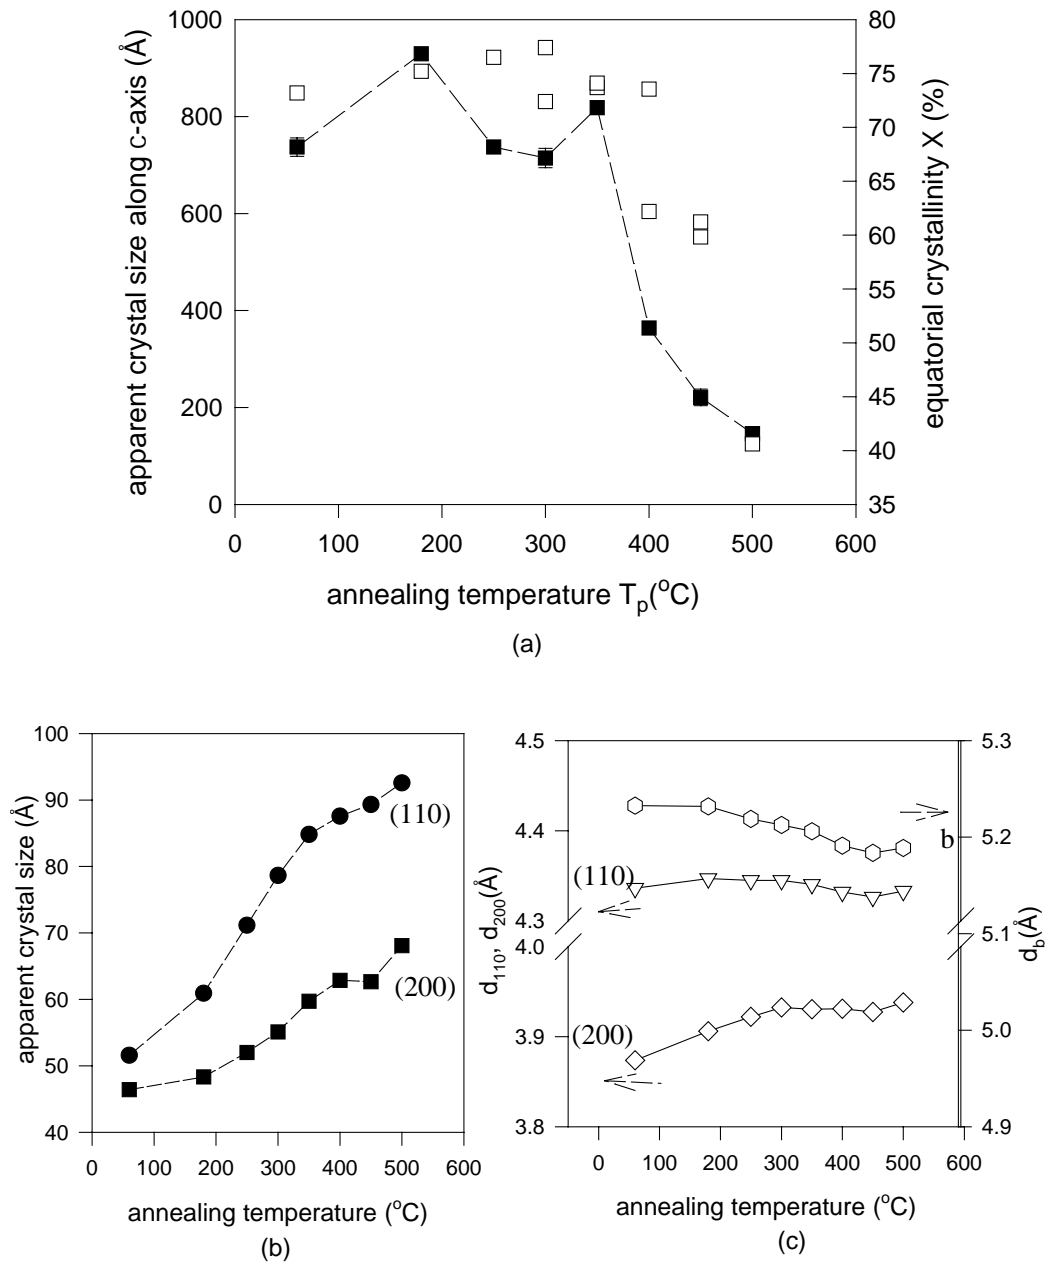 1000
800
600
400
200
0
80
75
70
65
60
55
50
45
40
35
0 100 200 300 400 500 600
apparent crystal size along c-axis (Å)
equatorial crystallinity X (%)
annealing temperature Tp(oC)
(a)
100
90
80
70
60
50
40
0 100 200 300 400 500 600
apparent crystal size (Å)
(110)
(200)
annealing temperature (oC)
(b)
4.5
4.4
4.3
4.0
3.9
3.8
5.3
5.2
5.1
5.0
4.9
0 100 200 300 400 500 600
d110, d200(Å)
db(Å)
b
(110)
(200)
annealing temperature (oC)
(c)